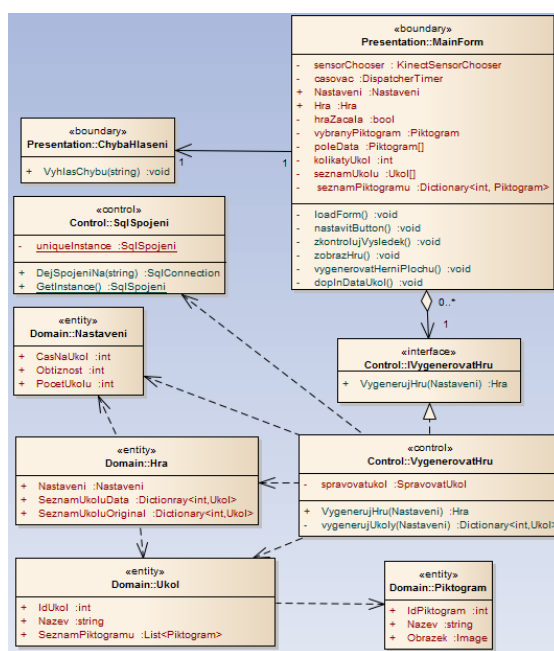 «boundary»
Presentation::MainForm
- sensorChooser :KinectSensorChooser
- casovac :DispatcherTimer
+ Nastaveni :Nastaveni
+ Hra :Hra
- hraZacala :bool
- vybranyPiktogram :Piktogram
- poleData :Piktogram[]
- kolikatyUkol :int
- seznamUkolu :Ukol[]
- seznamPiktogramu :Dictionary<int, Piktogram>
- loadForm() :void
- nastavitButton() :void
- zkontrolujVysledek() :void
- zobrazHru() :void
- vygenerovatHerniPlochu() :void
- doplnDataUkol() :void
«boundary»
Presentation::ChybaHlaseni
+ VyhlasChybu(string) :void
1
1
«control»
Control::SqlSpojeni
- uniqueInstance :SqlSpojeni
+ DejSpojeniNa(string) :SqlConnection
+ GetInstance() :SqlSpojeni
0..*
1
«entity»
Domain::Nastaveni
+ CasNaUkol :int
+ Obtiznost :int
+ PocetUkolu :int
«interface»
Control::IVygenerovatHru
+ VygenerujHru(Nastaveni) :Hra
«entity»
Domain::Hra
+ Nastaveni :Nastaveni
+ SeznamUkoluData :Dictionray<int,Ukol>
+ SeznamUkoluOriginal :Dictionary<int,Ukol>
«control»
Control::VygenerovatHru
- spravovatukol :SpravovatUkol
+ VygenerujHru(Nastaveni) :Hra
- vygenerujUkoly(Nastaveni) :Dictionary<int,Ukol>
«entity»
Domain::Ukol
+ IdUkol :int
+ Nazev :string
+ SeznamPiktogramu :List<Piktogram>
«entity»
Domain::Piktogram
+ IdPiktogram :int
+ Nazev :string
+ Obrazek :Image